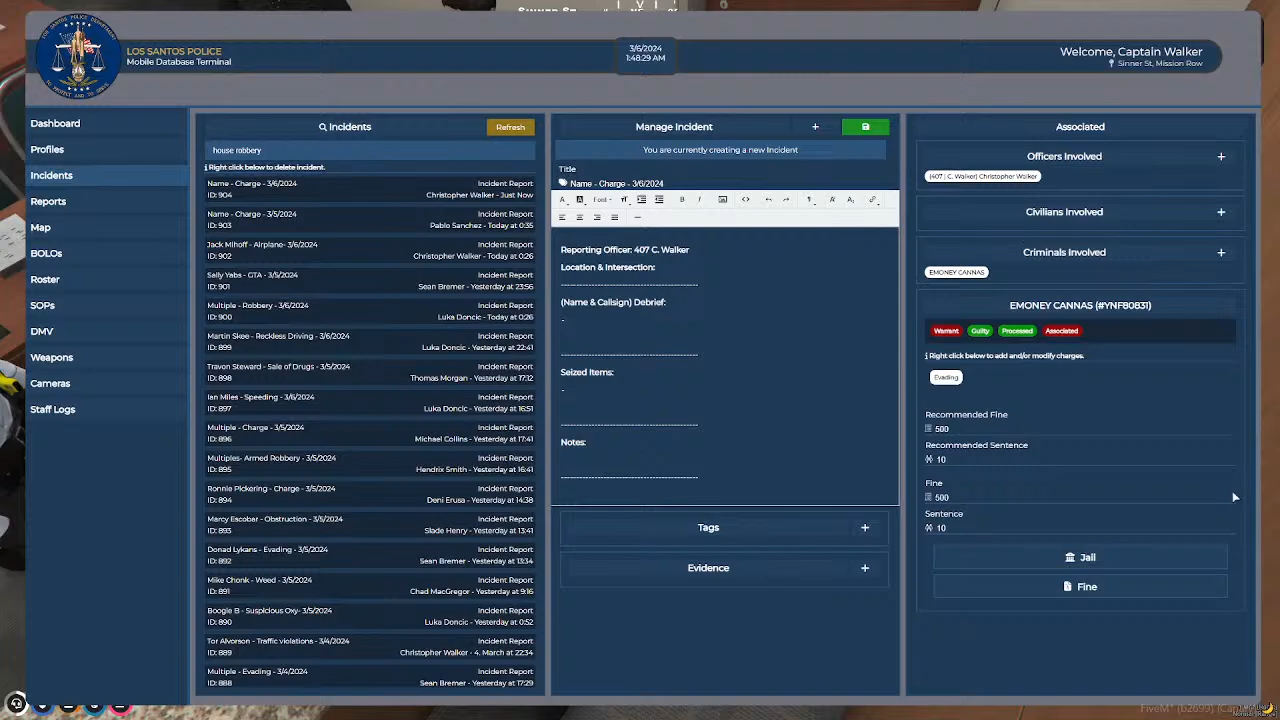 LOS SANTOS POLICE
Mobile Database Terminal
3/6/2024
1:48:29 AM
Welcome, Captain Walker
Sinner St, Mission Row
Dashboard
Profiles
Incidents
Reports
Map
BOLOs
Roster
SOPs
DMV
Weapons
Cameras
Staff Logs
Incidents
Refresh
house robbery
Right click below to delete incident.
Name - Charge - 3/6/2024 Incident Report
ID: 904 Christopher Walker - Just Now
Name - Charge - 3/6/2024 Incident Report
ID: 903 Pablo Sanchez - Today at 0:35
Jack Mihoff - Airplane- 3/6/2024 Incident Report
ID: 902 Christopher Walker - Today at 0:26
Sally Yabs - GTA - 3/5/2024 Incident Report
ID: 901 Sean Bremer - Yesterday at 23:56
Multiple - Robbery - 3/6/2024 Incident Report
ID: 900 Luka Doncic - Today at 0:26
Martin Skee - Reckless Driving - 3/6/2024 Incident Report
ID: 899 Luka Doncic - Yesterday at 22:41
Travon Steward - Sale of Drugs - 3/6/2024 Incident Report
ID: 898 Thomas Morgan - Yesterday at 17:12
Ian Miles - Speeding - 3/6/2024 Incident Report
ID: 897 Luka Doncic - Yesterday at 16:51
Multiple - Charge - 3/6/2024 Incident Report
ID: 896 Michael Collins - Yesterday at 17:41
Multiples- Armed Robbery - 3/5/2024 Incident Report
ID: 895 Hendrix Smith - Yesterday at 16:41
Ronnie Pickering - Charge - 3/5/2024 Incident Report
ID: 894 Deni Erusa - Yesterday at 14:38
Marcy Escobar - Obstruction - 3/5/2024 Incident Report
ID: 893 Slade Henry - Yesterday at 13:41
Donad Lykans - Evading - 3/5/2024 Incident Report
ID: 892 Sean Bremer - Yesterday at 13:34
Mike Chonk - Weed - 3/5/2024 Incident Report
ID: 891 Chad MacGregor - Yesterday at 9:16
Boogie B - Suspicious Oxy- 3/5/2024 Incident Report
ID: 890 Luka Doncic - Yesterday at 0:52
Tor Alvorson - Traffic violations - 3/4/2024 Incident Report
ID: 889 Christopher Walker - 4. March at 22:34
Multiple - Evading - 3/4/2024 Incident Report
ID: 888 Sean Bremer - Yesterday at 17:29
Manage Incident
You are currently creating a new Incident
Title
Name - Charge - 3/6/2024
Font
Reporting Officer: 407 C. Walker
Location & Intersection:
(Name & Callsign) Debrief:
-
Seized Items:
-
Notes:
Tags
Evidence
Associated
Officers Involved
(407 | C. Walker) Christopher Walker
Civilians Involved
Criminals Involved
EMONEY CANNAS
EMONEY CANNAS (#YNF80831)
Warrant Guilty Processed Associated
Right click below to add and/or modify charges.
Evading
Recommended Fine
500
Recommended Sentence
10
Fine
500
Sentence
10
Jail
Fine